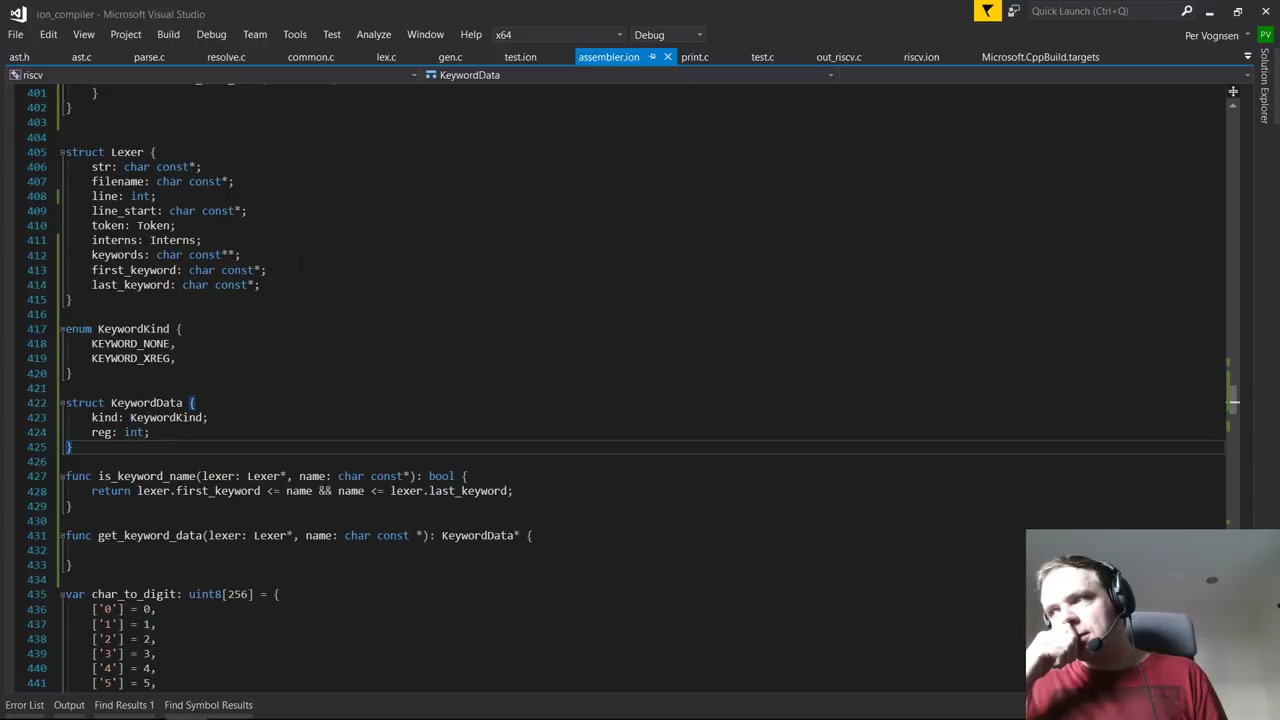 ion_compiler - Microsoft Visual Studio
Quick Launch (Ctrl+Q)
File Edit View Project Build Debug Team Tools Test Analyze Window Help x64 Debug
Per Vognsen PV
ast.h ast.c parse.c resolve.c common.c lex.c gen.c test.ion assembler.ion print.c test.c out_riscv.c riscv.ion Microsoft.CppBuild.targets
riscv KeywordData
Solution Explorer
401 }
402 }
403
404
405 struct Lexer {
406 str: char const*;
407 filename: char const*;
408 line: int;
409 line_start: char const*;
410 token: Token;
411 interns: Interns;
412 keywords: char const**;
413 first_keyword: char const*;
414 last_keyword: char const*;
415 }
416
417 enum KeywordKind {
418 KEYWORD_NONE,
419 KEYWORD_XREG,
420 }
421
422 struct KeywordData {
423 kind: KeywordKind;
424 reg: int;
425 }
426
427 func is_keyword_name(lexer: Lexer*, name: char const*): bool {
428 return lexer.first_keyword <= name && name <= lexer.last_keyword;
429 }
430
431 func get_keyword_data(lexer: Lexer*, name: char const *): KeywordData* {
432
433 }
434
435 var char_to_digit: uint8[256] = {
436 ['0'] = 0,
437 ['1'] = 1,
438 ['2'] = 2,
439 ['3'] = 3,
440 ['4'] = 4,
441 ['5'] = 5,
Error List Output Find Results 1 Find Symbol Results